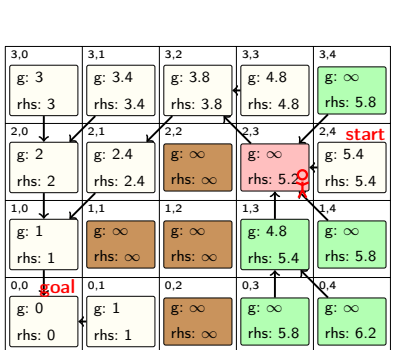 3,0 3,1 3,2 3,3 3,4
g: 3 g: 3.4 g: 3.8 g: 4.8 g: ∞
rhs: 3 rhs: 3.4 rhs: 3.8 rhs: 4.8 rhs: 5.8
2,0 2,1 2,2 2,3 2,4 start
g: 2 g: 2.4 g: ∞ g: ∞ g: 5.4
rhs: 2 rhs: 2.4 rhs: ∞ rhs: 5.2 rhs: 5.4
1,0 1,1 1,2 1,3 1,4
g: 1 g: ∞ g: ∞ g: 4.8 g: ∞
rhs: 1 rhs: ∞ rhs: ∞ rhs: 5.4 rhs: 5.8
0,0 goal 0,1 0,2 0,3 0,4
g: 0 g: 1 g: ∞ g: ∞ g: ∞
rhs: 0 rhs: 1 rhs: ∞ rhs: 5.8 rhs: 6.2